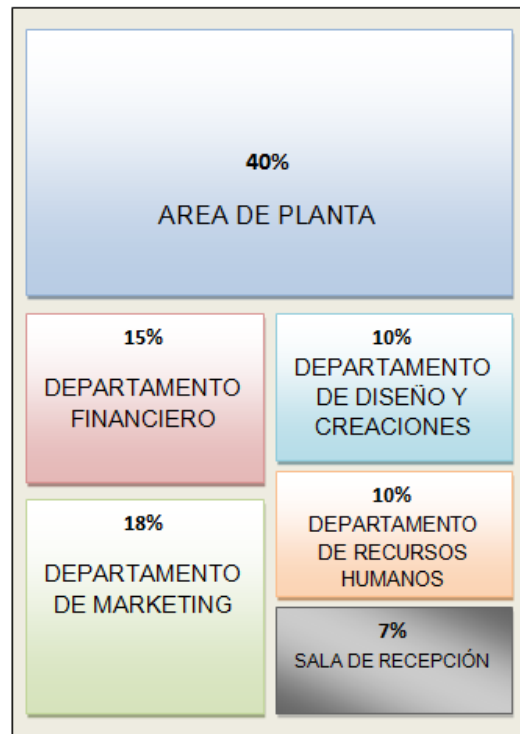 40%
AREA DE PLANTA
15%
DEPARTAMENTO
FINANCIERO
10%
DEPARTAMENTO
DE DISEÑO Y
CREACIONES
18%
DEPARTAMENTO
DE MARKETING
10%
DEPARTAMENTO
DE RECURSOS
HUMANOS
7%
SALA DE RECEPCIÓN